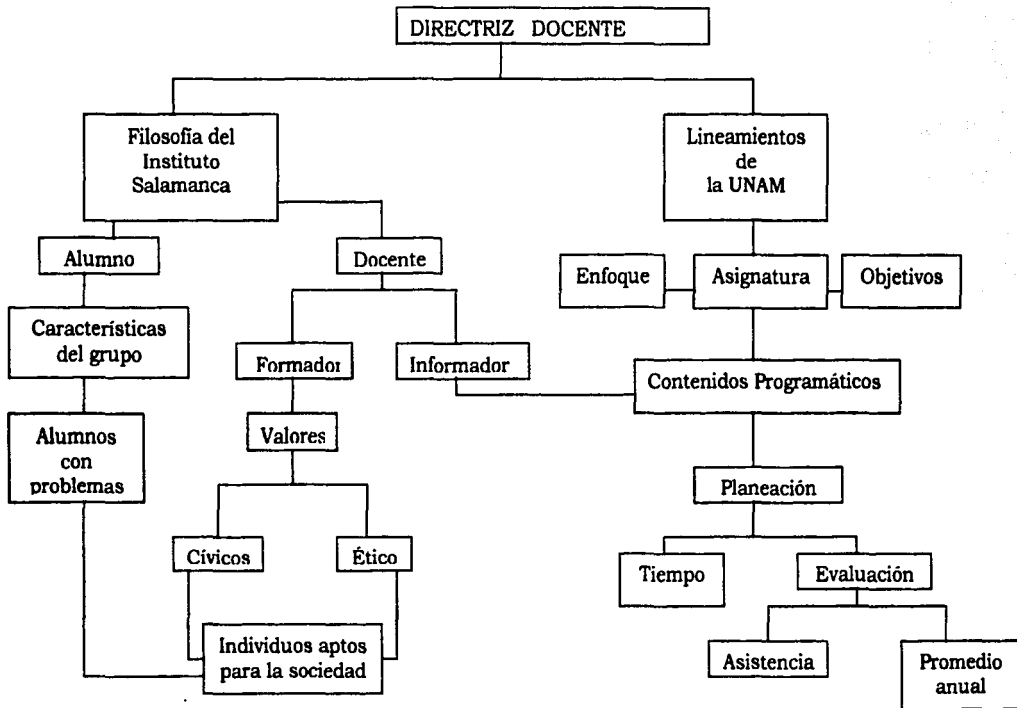 DIRECTRIZ DOCENTE
Filosofía del
Instituto
Salamanca
Lineamientos
de
la UNAM
Alumno
Docente
Enfoque
Asignatura
Objetivos
Características
del grupo
Formador
Informador
Contenidos Programáticos
Alumnos
con
problemas
Valores
Planeación
Cívicos
Ético
Tiempo
Evaluación
Individuos aptos
para la sociedad
Asistencia
Promedio
anual